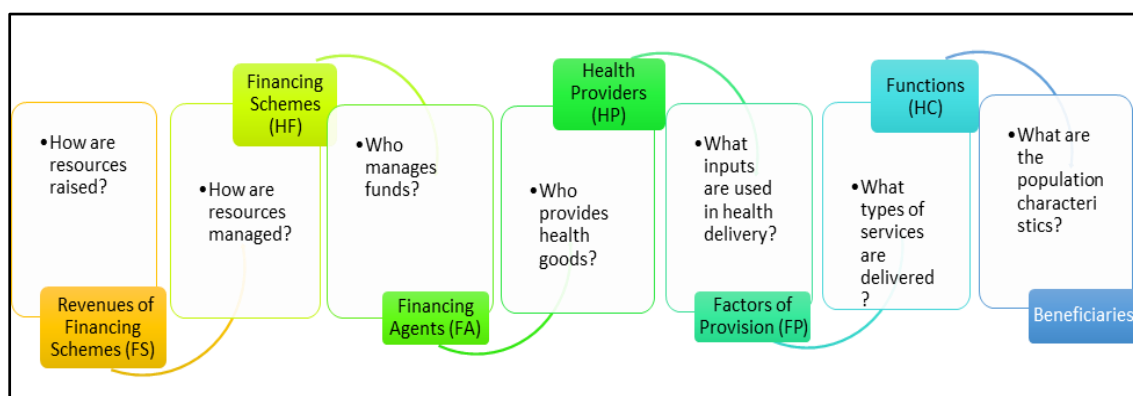 •How are
resources
raised?
Revenues of
Financing
Schemes (FS)
Financing
Schemes
(HF)
•How are
resources
managed?
•Who
manages
funds?
Financing
Agents (FA)
Health
Providers
(HP)
•Who
provides
health
goods?
•What
inputs
are used
in health
delivery?
Factors of
Provision (FP)
Functions
(HC)
•What
types of
services
are
delivered
?
•What are
the
population
characteri
stics?
Beneficiaries